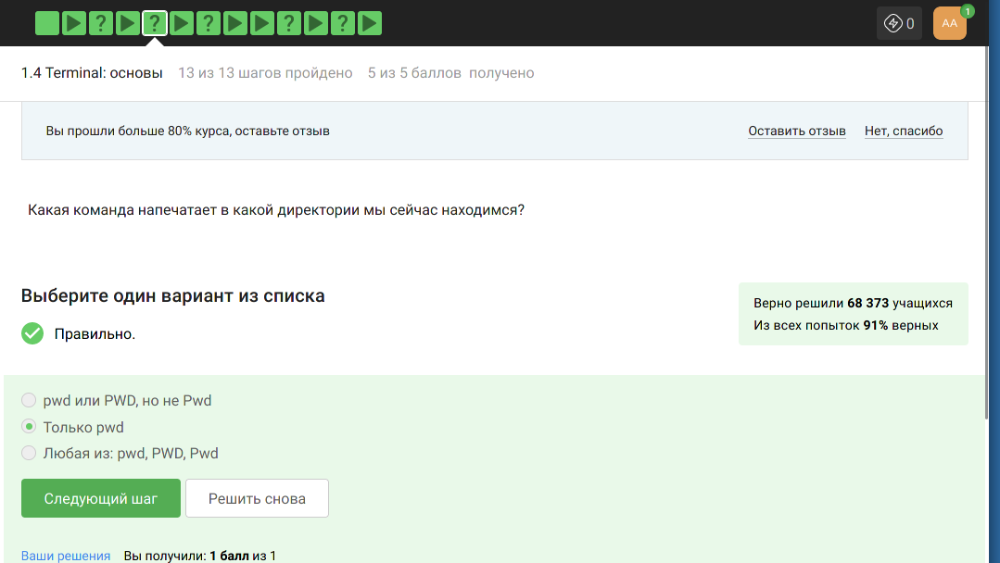 ? ? ? ? ? 0 AA 1
1.4 Terminal: основы 13 из 13 шагов пройдено 5 из 5 баллов получено
Вы прошли больше 80% курса, оставьте отзыв Оставить отзыв Нет, спасибо
Какая команда напечатает в какой директории мы сейчас находимся?
Выберите один вариант из списка
Правильно.
Верно решили 68 373 учащихся
Из всех попыток 91% верных
pwd или PWD, но не Pwd
Только pwd
Любая из: pwd, PWD, Pwd
Следующий шаг Решить снова
Ваши решения Вы получили: 1 балл из 1